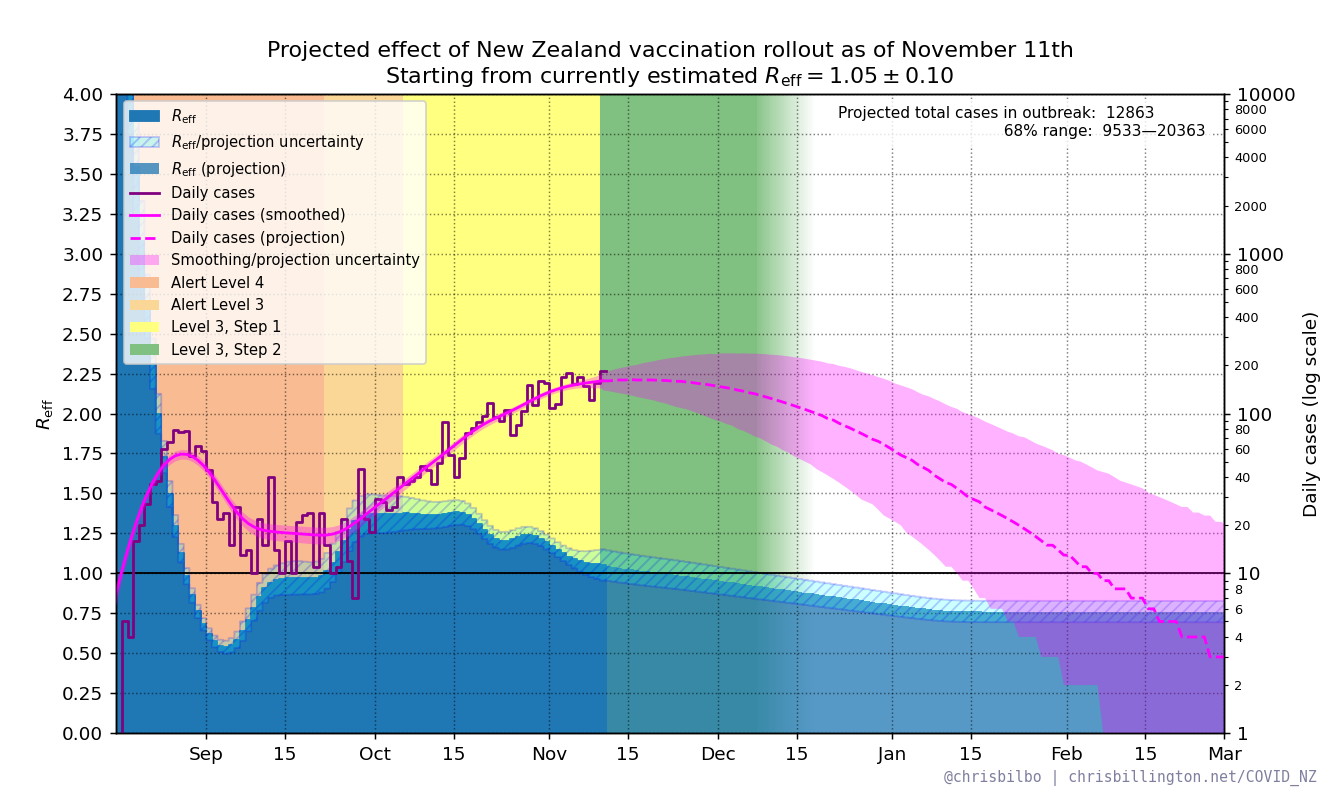 Projected effect of New Zealand vaccination rollout as of November 11th
Starting from currently estimated Reff = 1.05 ± 0.10
Projected total cases in outbreak: 12863
68% range: 9533—20363
Reff
Reff/projection uncertainty
Reff (projection)
Daily cases
Daily cases (smoothed)
Daily cases (projection)
Smoothing/projection uncertainty
Alert Level 4
Alert Level 3
Level 3, Step 1
Level 3, Step 2
Reff
4.00
3.75
3.50
3.25
3.00
2.75
2.50
2.25
2.00
1.75
1.50
1.25
1.00
0.75
0.50
0.25
0.00
10000
8000
6000
4000
2000
1000
800
600
400
200
100
80
60
40
20
10
8
6
4
2
1
Daily cases (log scale)
Sep 15 Oct 15 Nov 15 Dec 15 Jan 15 Feb 15 Mar
@chrisbilbo | chrisbillington.net/COVID_NZ